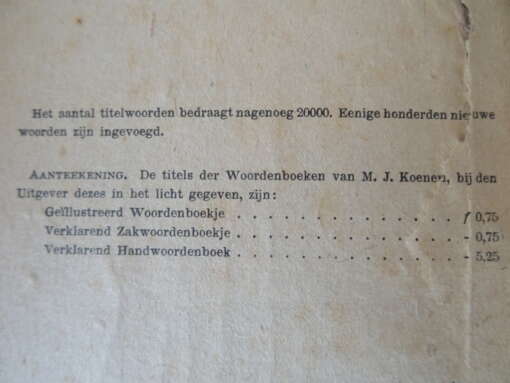 Het aantal titelwoorden bedraagt nagenoeg 20000. Eenige honderden nieuwe
woorden zijn ingevoegd.
AANTEEKENING. De titels der Woordenboeken van M. J. Koenen, bij den
Uitgever dezes in het licht gegeven, zijn:
Geïllustreerd Woordenboekje . . . . . . . . . . . . . . ƒ 0,75
Verklarend Zakwoordenboekje . . . . . . . . . . . . . - 0,75
Verklarend Handwoordenboek . . . . . . . . . . . . . - 5,25